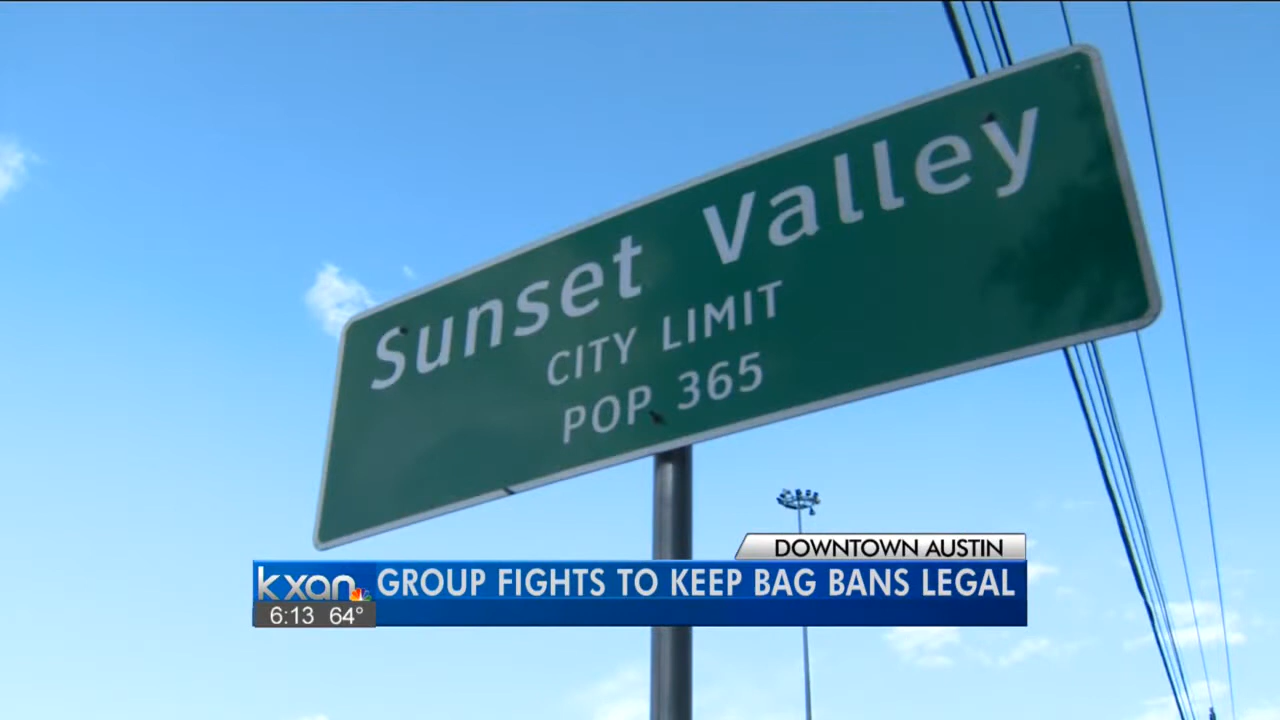 Sunset Valley
CITY LIMIT
POP 365
DOWNTOWN AUSTIN
kxan
GROUP FIGHTS TO KEEP BAG BANS LEGAL
6:13 64°